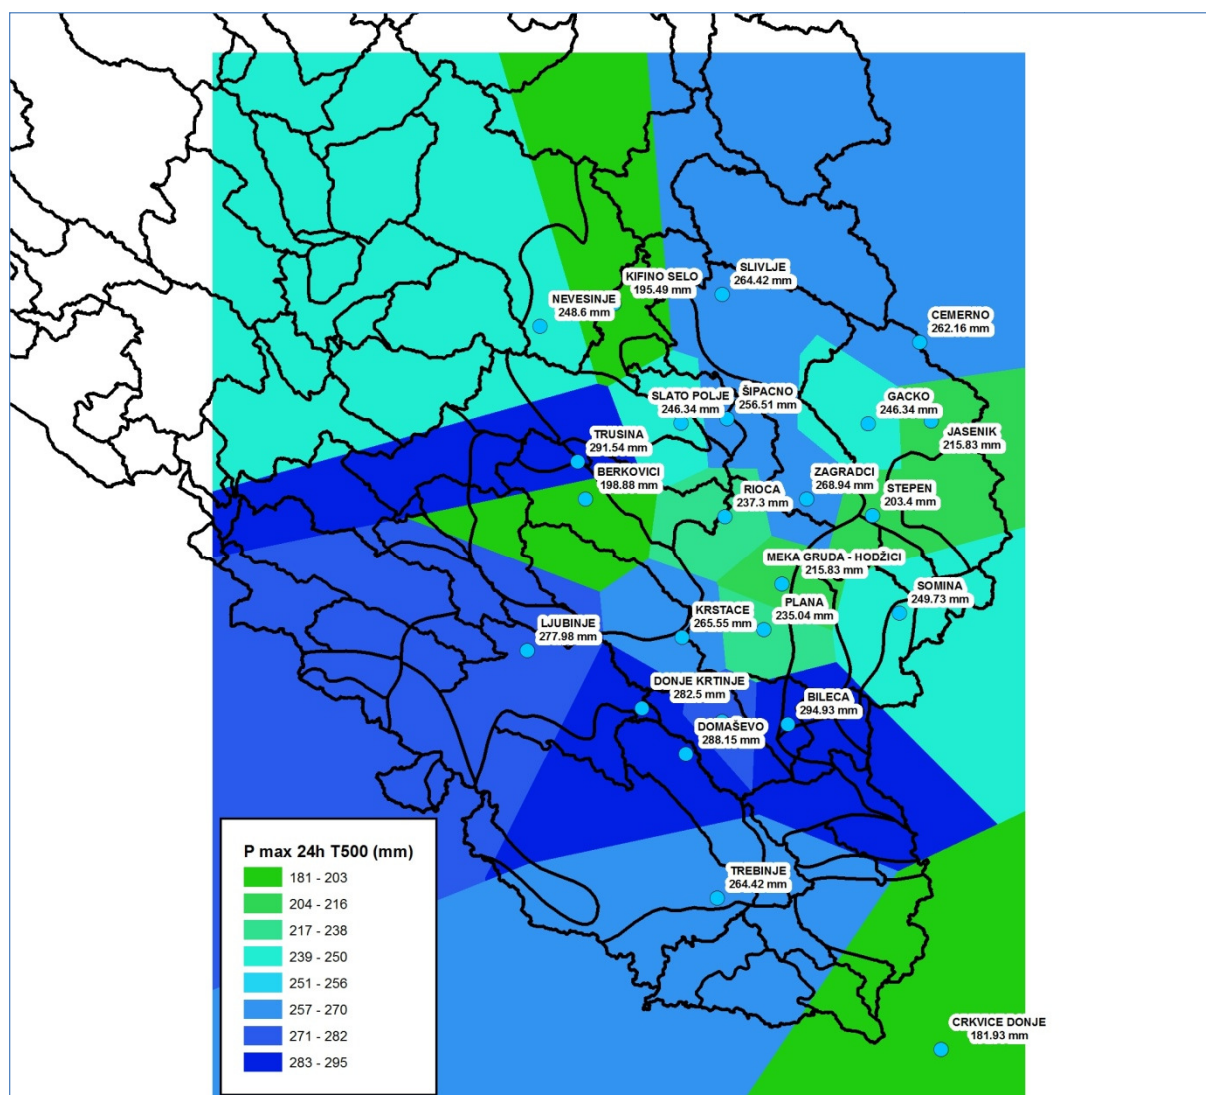 KIFINO SELO
195.49 mm
SLIVLJE
264.42 mm
NEVESINJE
248.6 mm
CEMERNO
262.16 mm
SLATO POLJE
246.34 mm
ŠIPACNO
256.51 mm
GACKO
246.34 mm
JASENIK
215.83 mm
TRUSINA
291.54 mm
BERKOVICI
198.88 mm
RIOCA
237.3 mm
ZAGRADCI
268.94 mm
STEPEN
203.4 mm
MEKA GRUDA - HODŽICI
215.83 mm
SOMINA
249.73 mm
PLANA
235.04 mm
KRSTACE
265.55 mm
LJUBINJE
277.98 mm
DONJE KRTINJE
282.5 mm
BILECA
294.93 mm
DOMAŠEVO
288.15 mm
TREBINJE
264.42 mm
CRKVICE DONJE
181.93 mm
P max 24h T500 (mm)
181 - 203
204 - 216
217 - 238
239 - 250
251 - 256
257 - 270
271 - 282
283 - 295